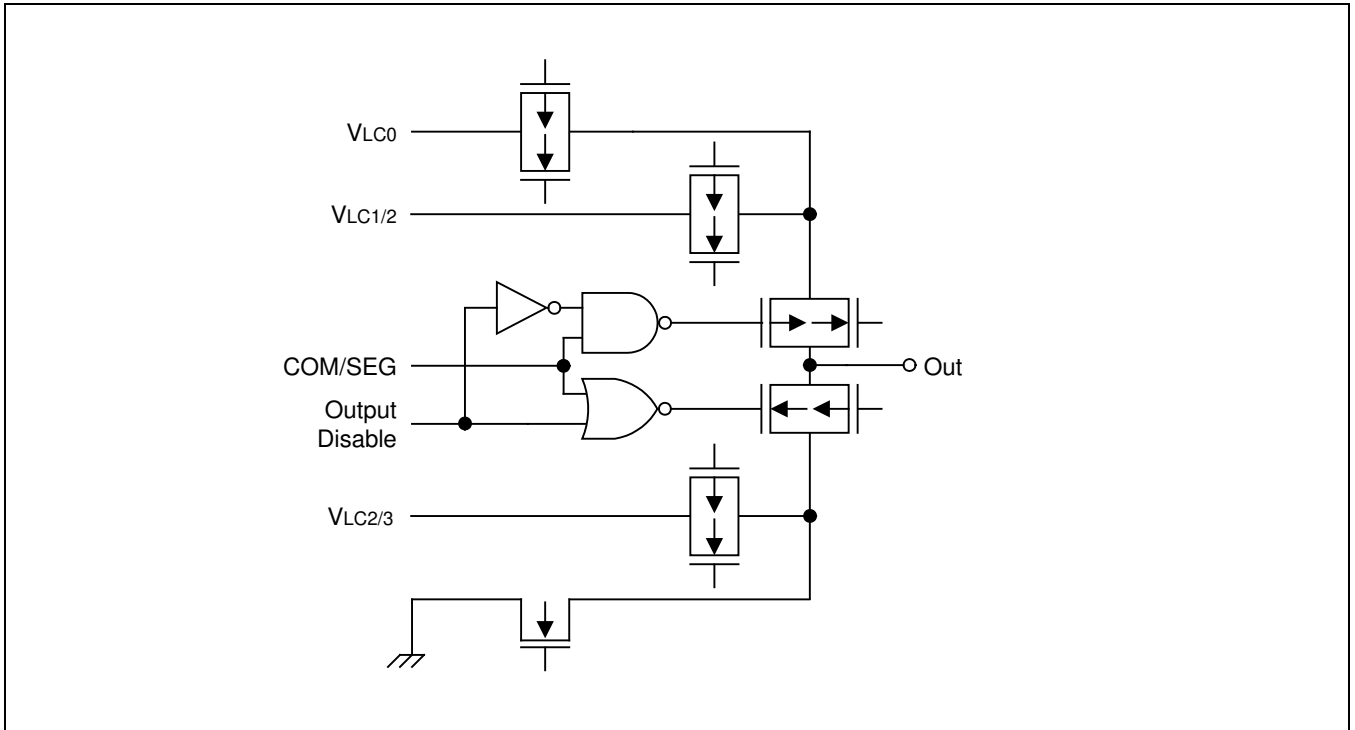 VLC0
VLC1/2
COM/SEG
Out
Output
Disable
VLC2/3